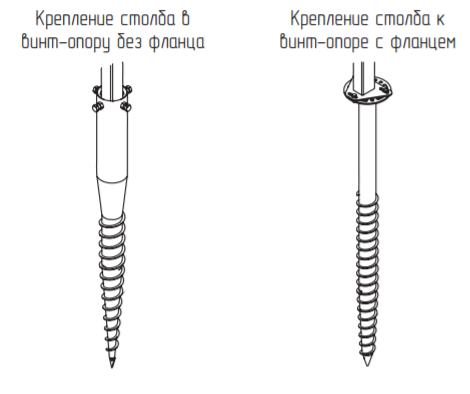 Крепление столба в
винт-опору без фланца
Крепление столба к
винт-опоре с фланцем